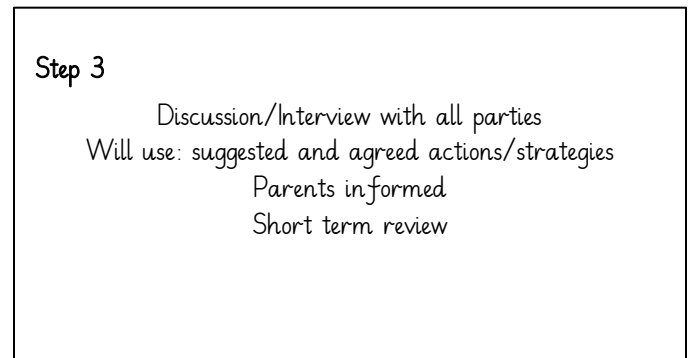 Step 3
Discussion/Interview with all parties
Will use: suggested and agreed actions/strategies
Parents informed
Short term review